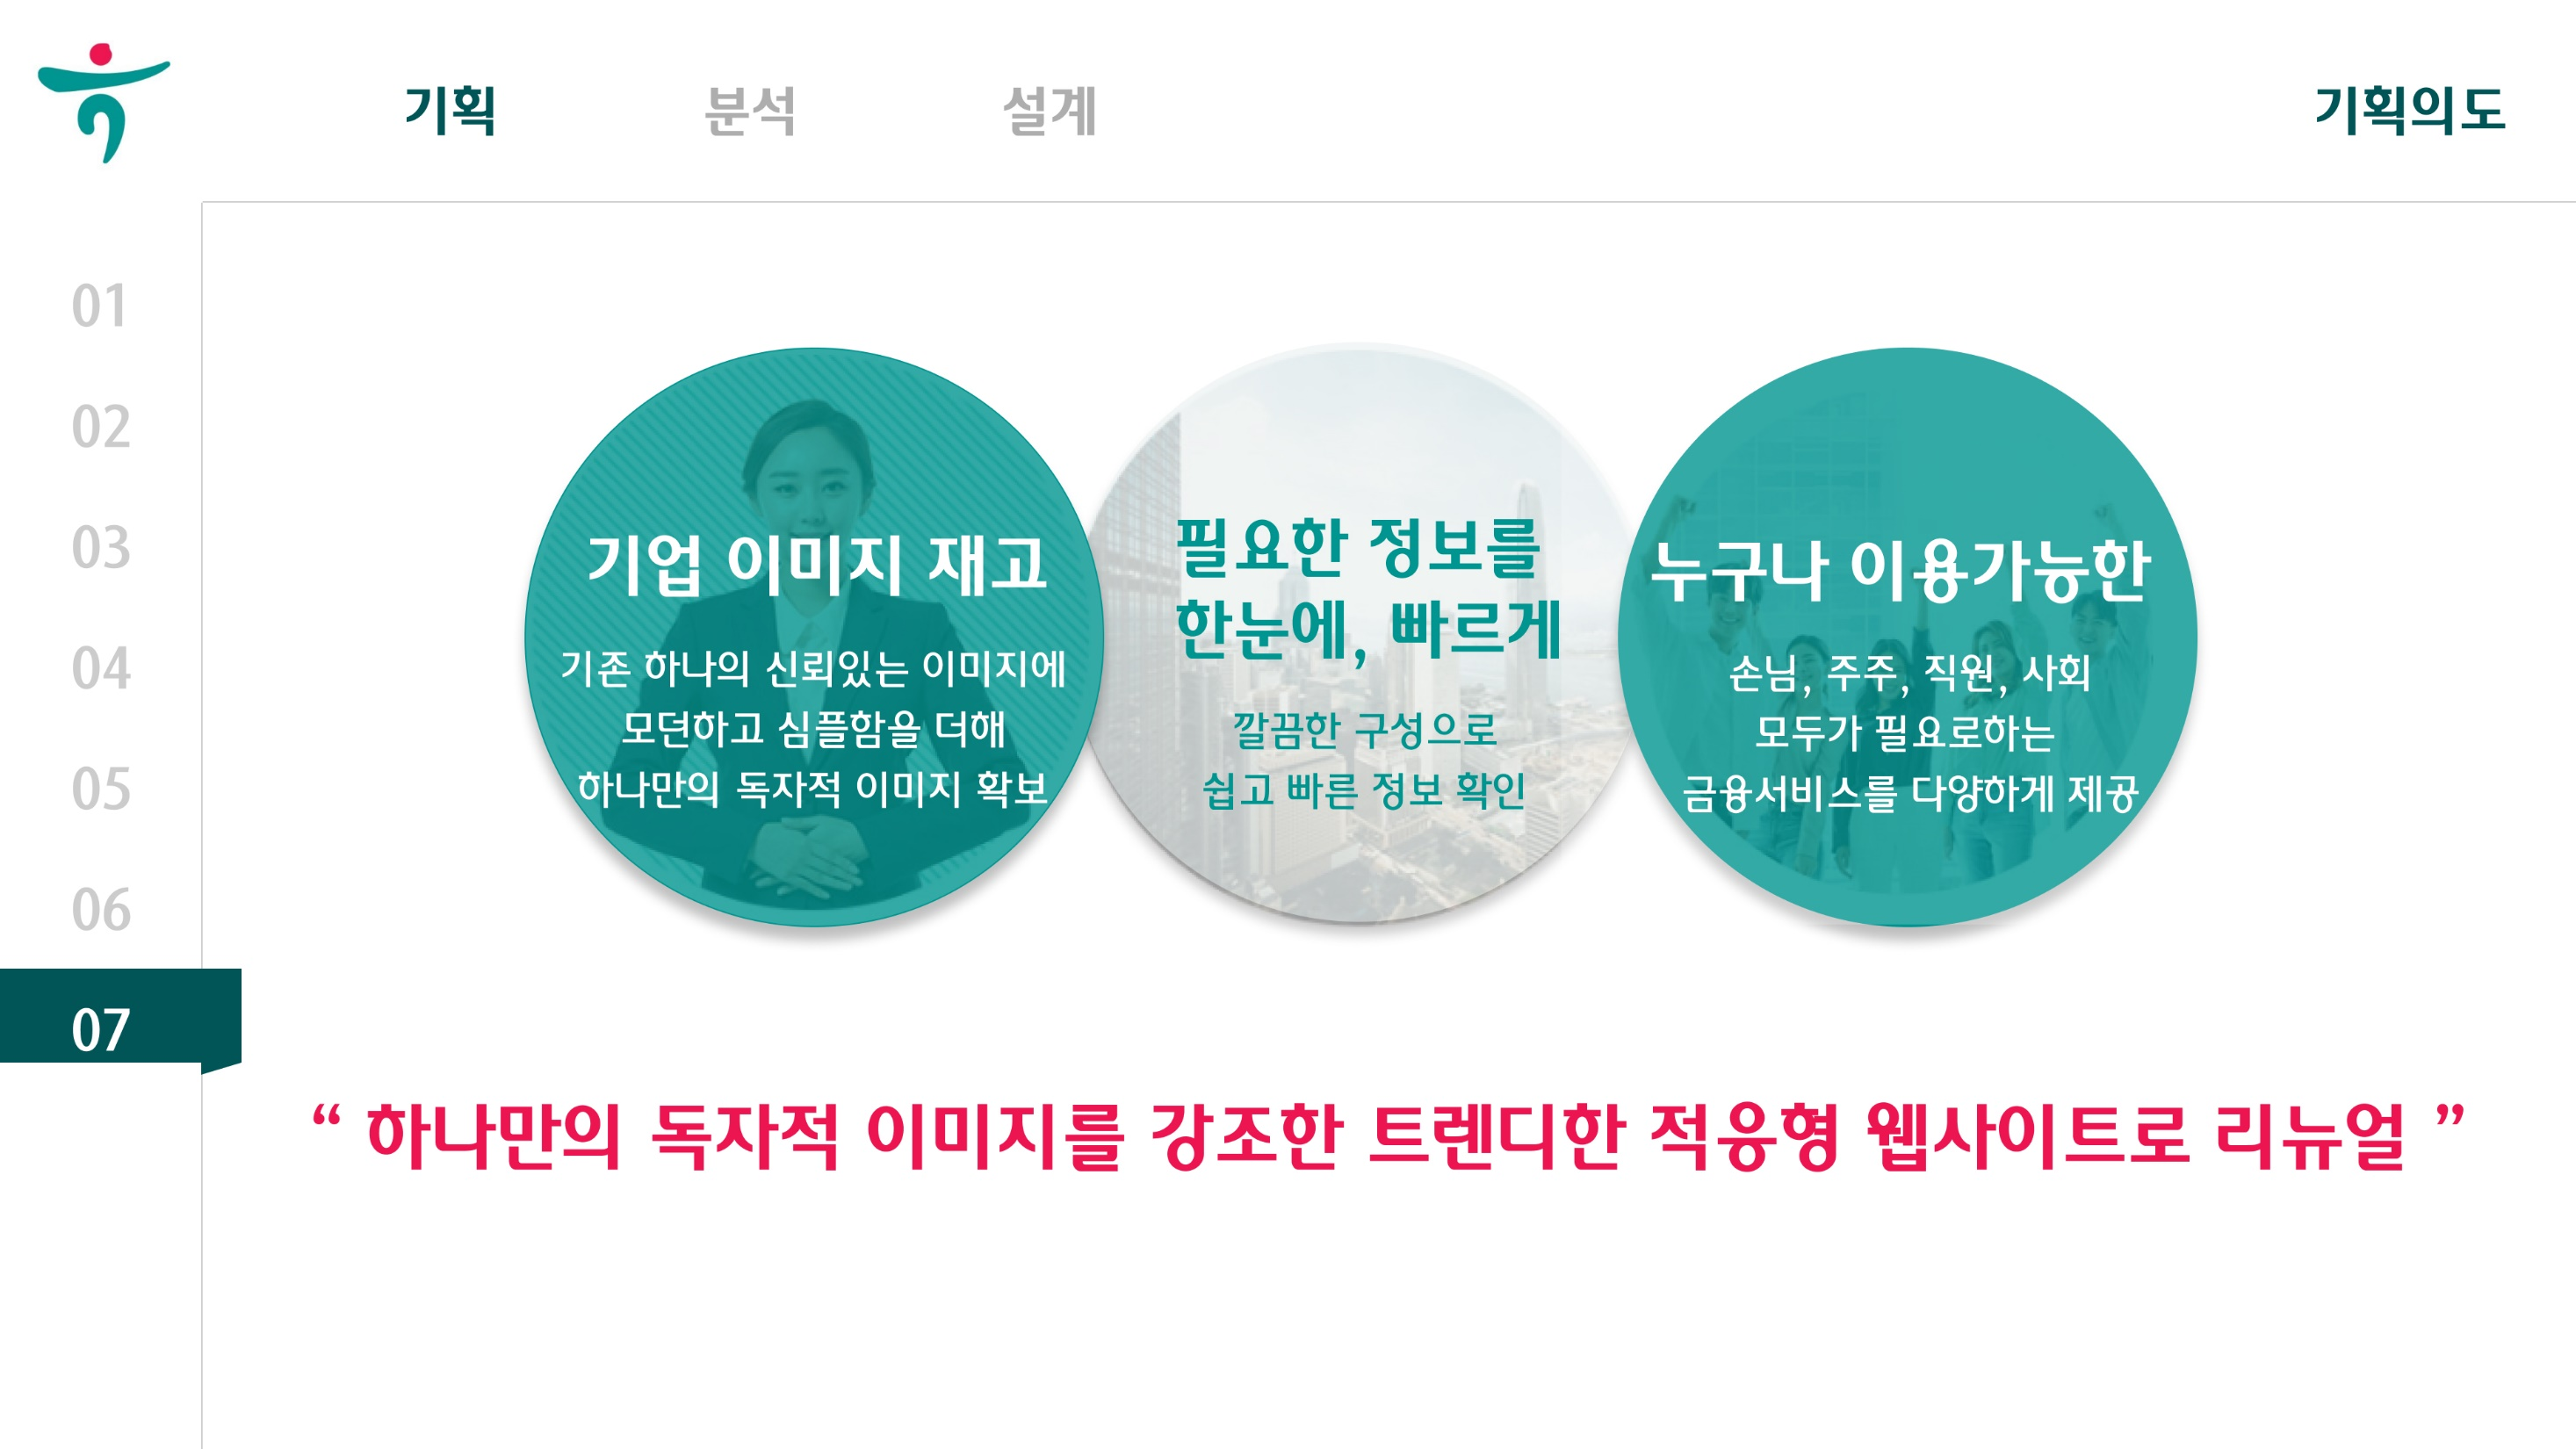 기획 분석 설계 기획의도
01
02
03
04
05
06
07
기업 이미지 재고
기존 하나의 신뢰있는 이미지에
모던하고 심플함을 더해
하나만의 독자적 이미지 확보
필요한 정보를
한눈에, 빠르게
깔끔한 구성으로
쉽고 빠른 정보 확인
누구나 이용가능한
손님, 주주, 직원, 사회
모두가 필요로하는
금융서비스를 다양하게 제공
“ 하나만의 독자적 이미지를 강조한 트렌디한 적응형 웹사이트로 리뉴얼 ”